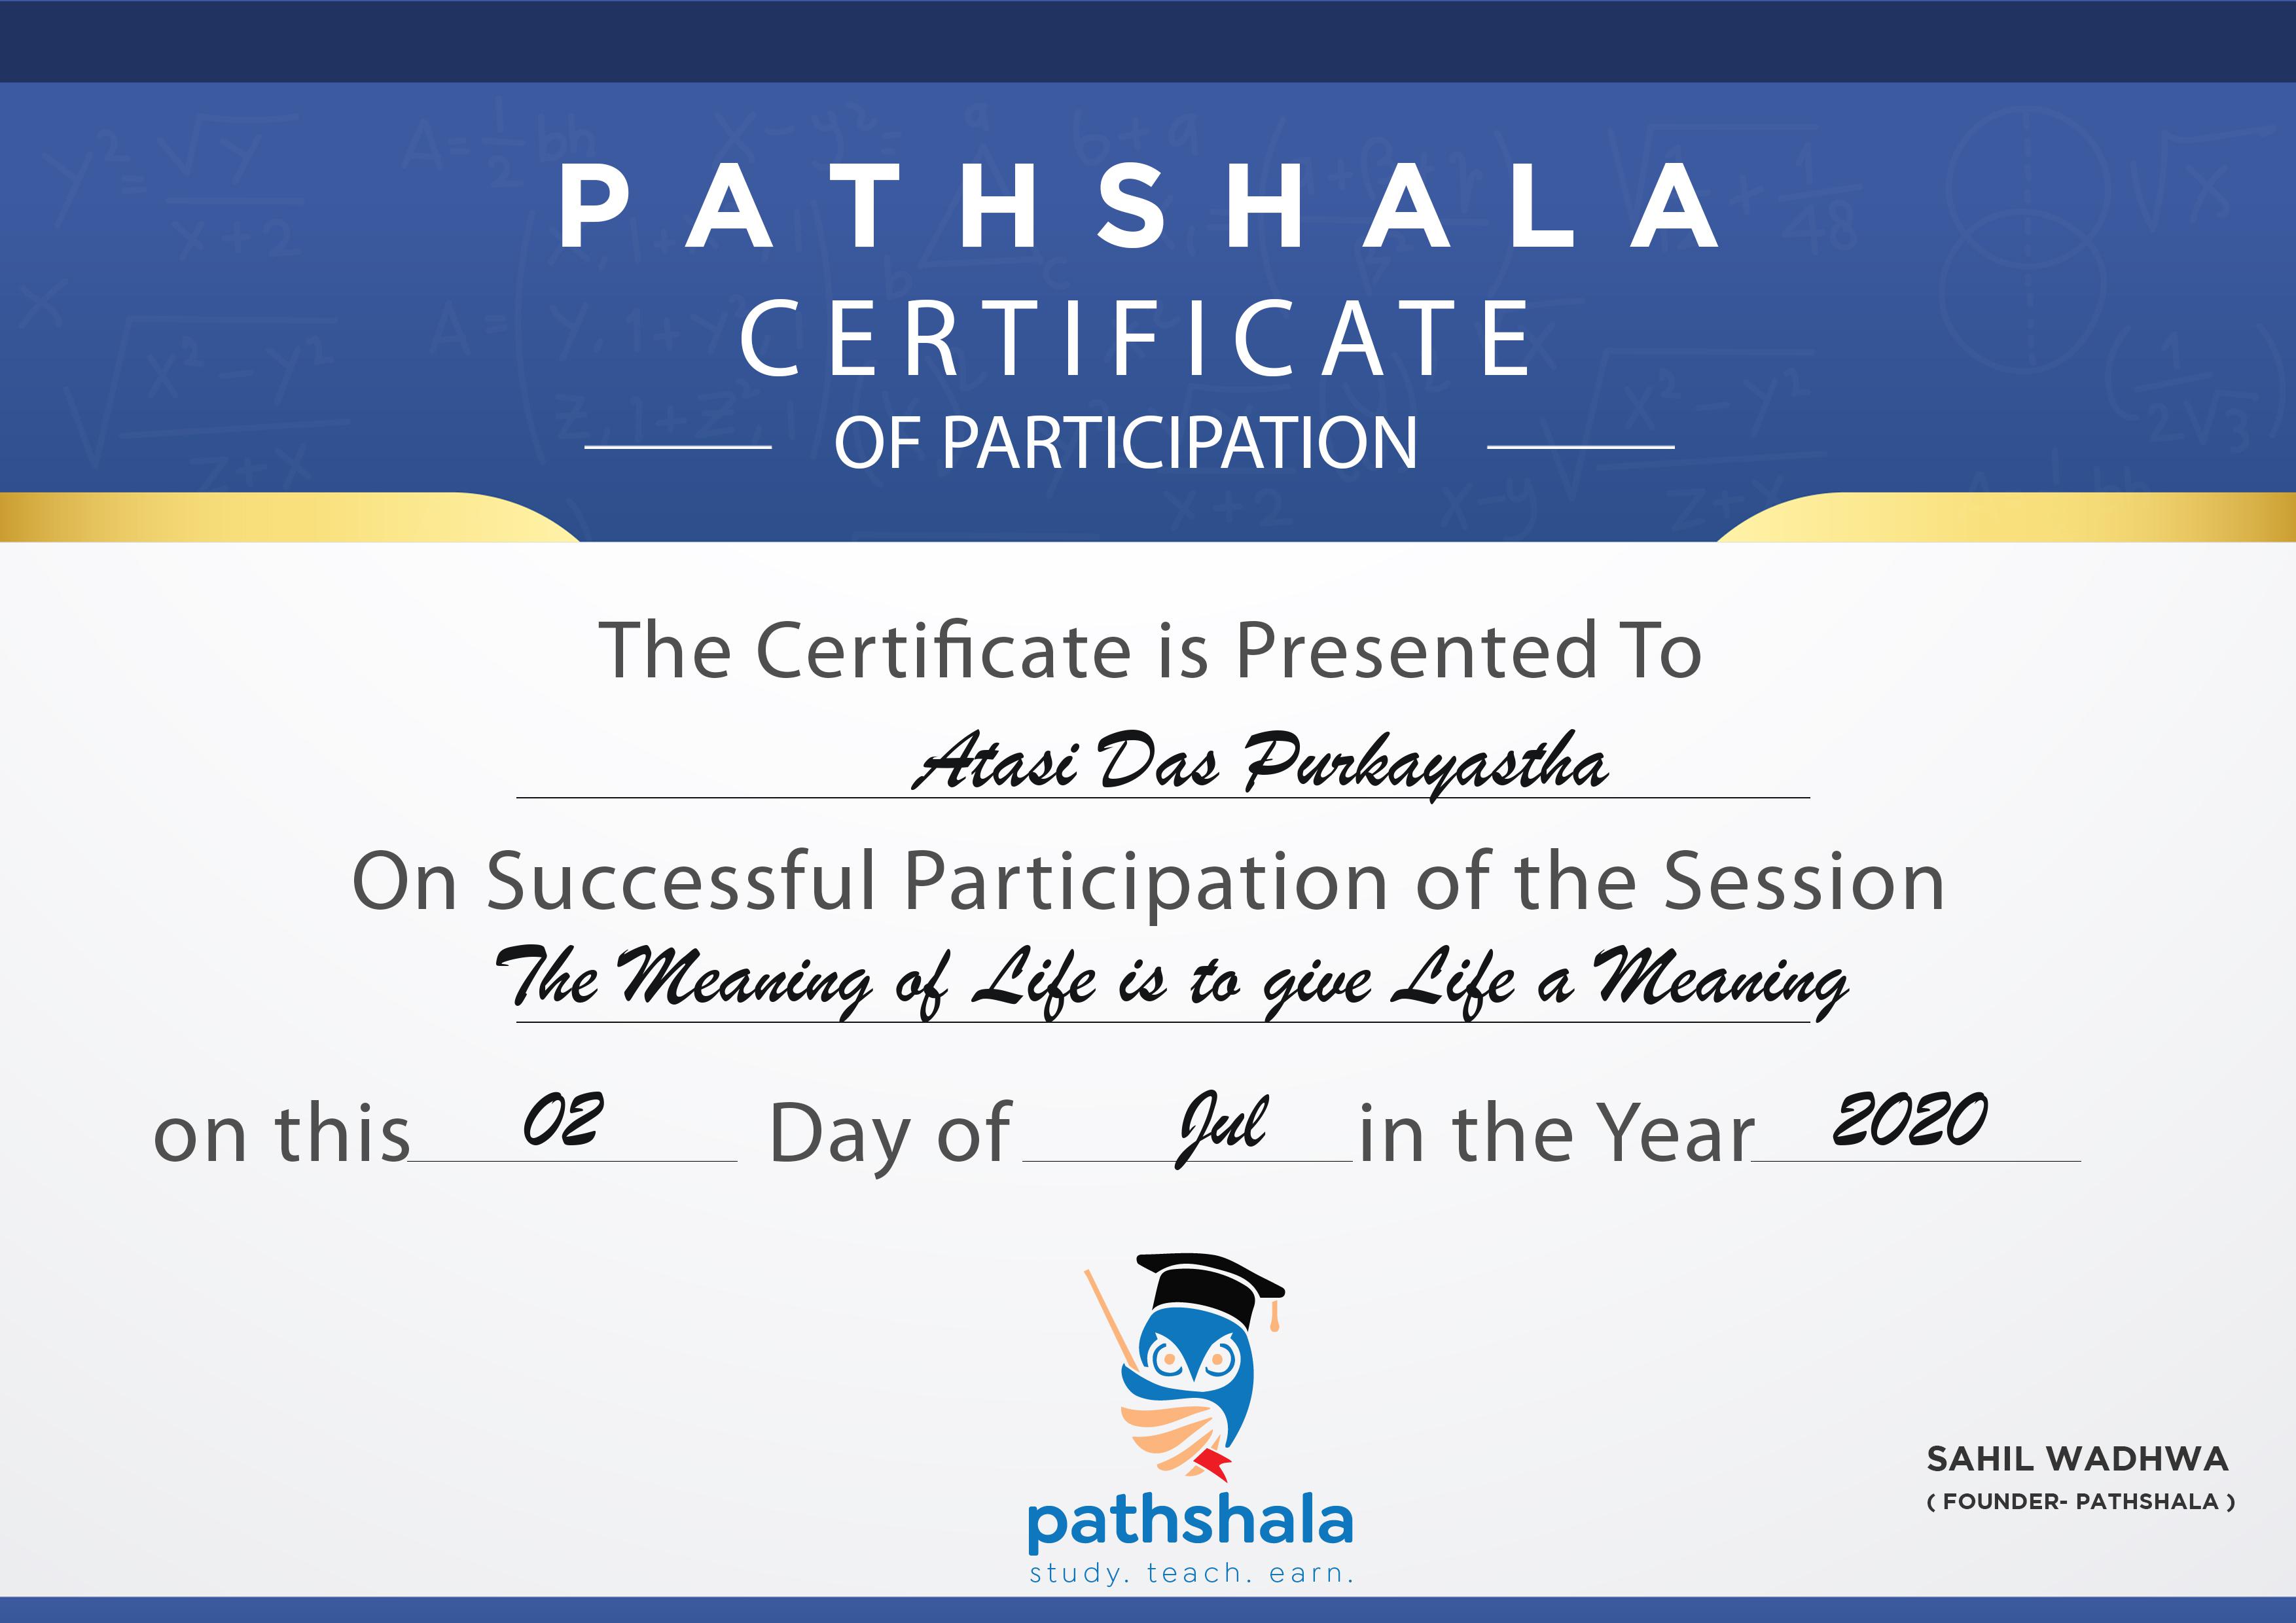 PATHSHALA
CERTIFICATE
OF PARTICIPATION
The Certificate is Presented To
Atasi Das Purkayastha
On Successful Participation of the Session
The Meaning of Life is to give Life a Meaning
on this 02 Day of Jul in the Year 2020
pathshala
study. teach. earn.
SAHIL WADHWA
( FOUNDER- PATHSHALA )